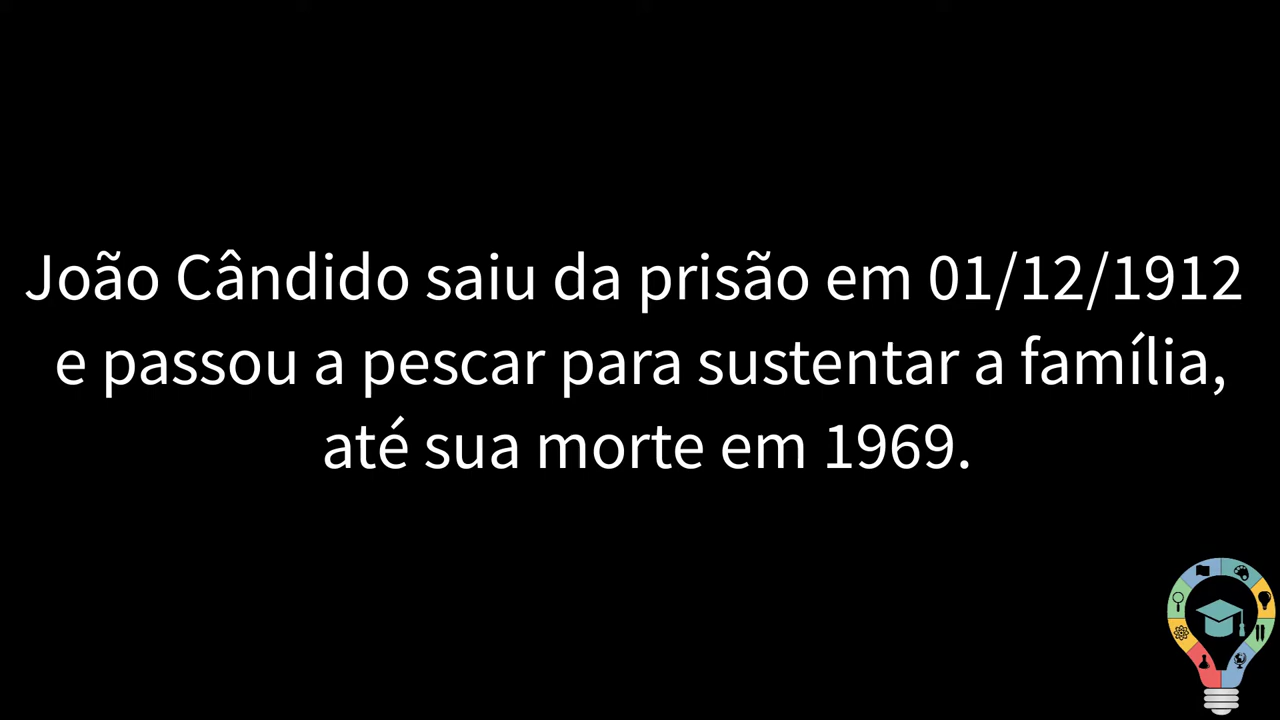 João Cândido saiu da prisão em 01/12/1912
e passou a pescar para sustentar a família,
até sua morte em 1969.